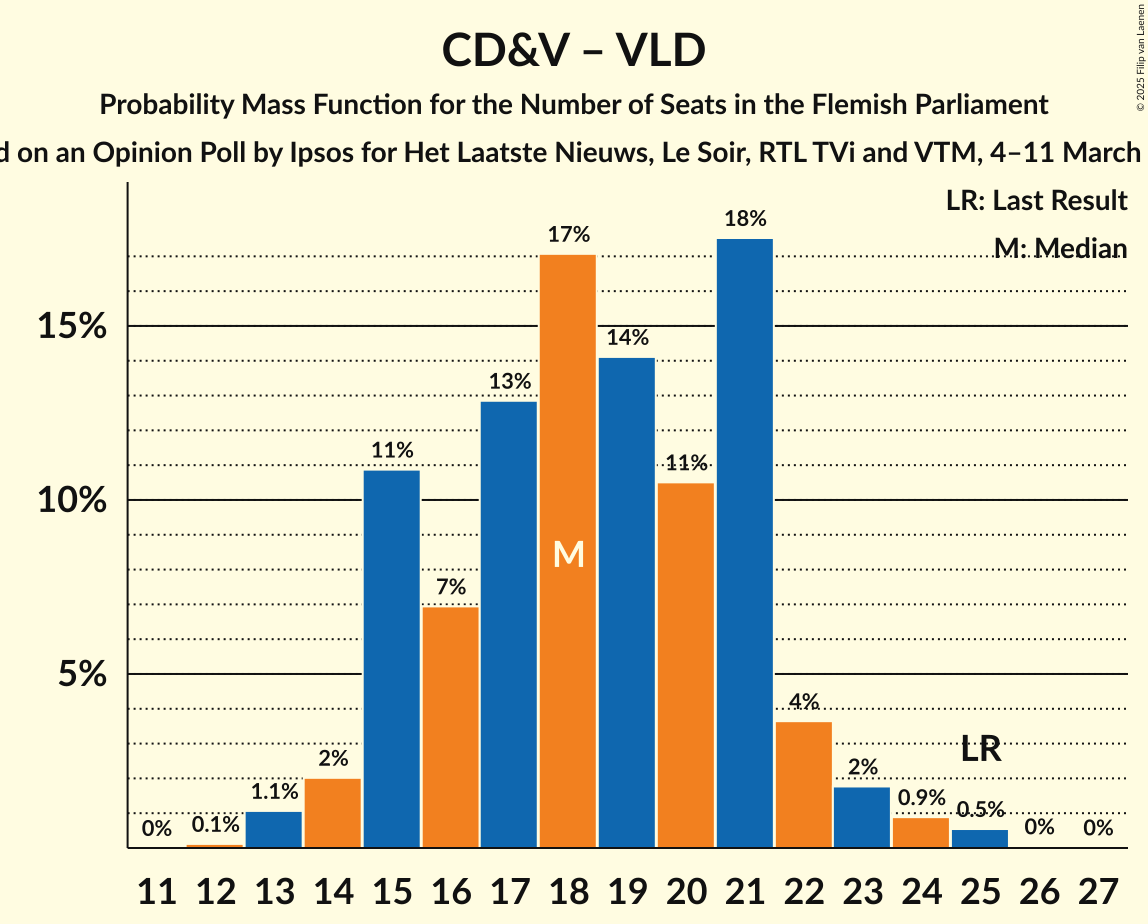 CD&V – VLD
Probability Mass Function for the Number of Seats in the Flemish Parliament
d on an Opinion Poll by Ipsos for Het Laatste Nieuws, Le Soir, RTL TVi and VTM, 4–11 March
© 2025 Filip van Laenen
LR: Last Result
M: Median
15%
10%
5%
0%
0.1%
1.1%
2%
11%
7%
13%
17%
14%
11%
18%
4%
2%
0.9%
0.5%
0%
0%
M
LR
11 12 13 14 15 16 17 18 19 20 21 22 23 24 25 26 27